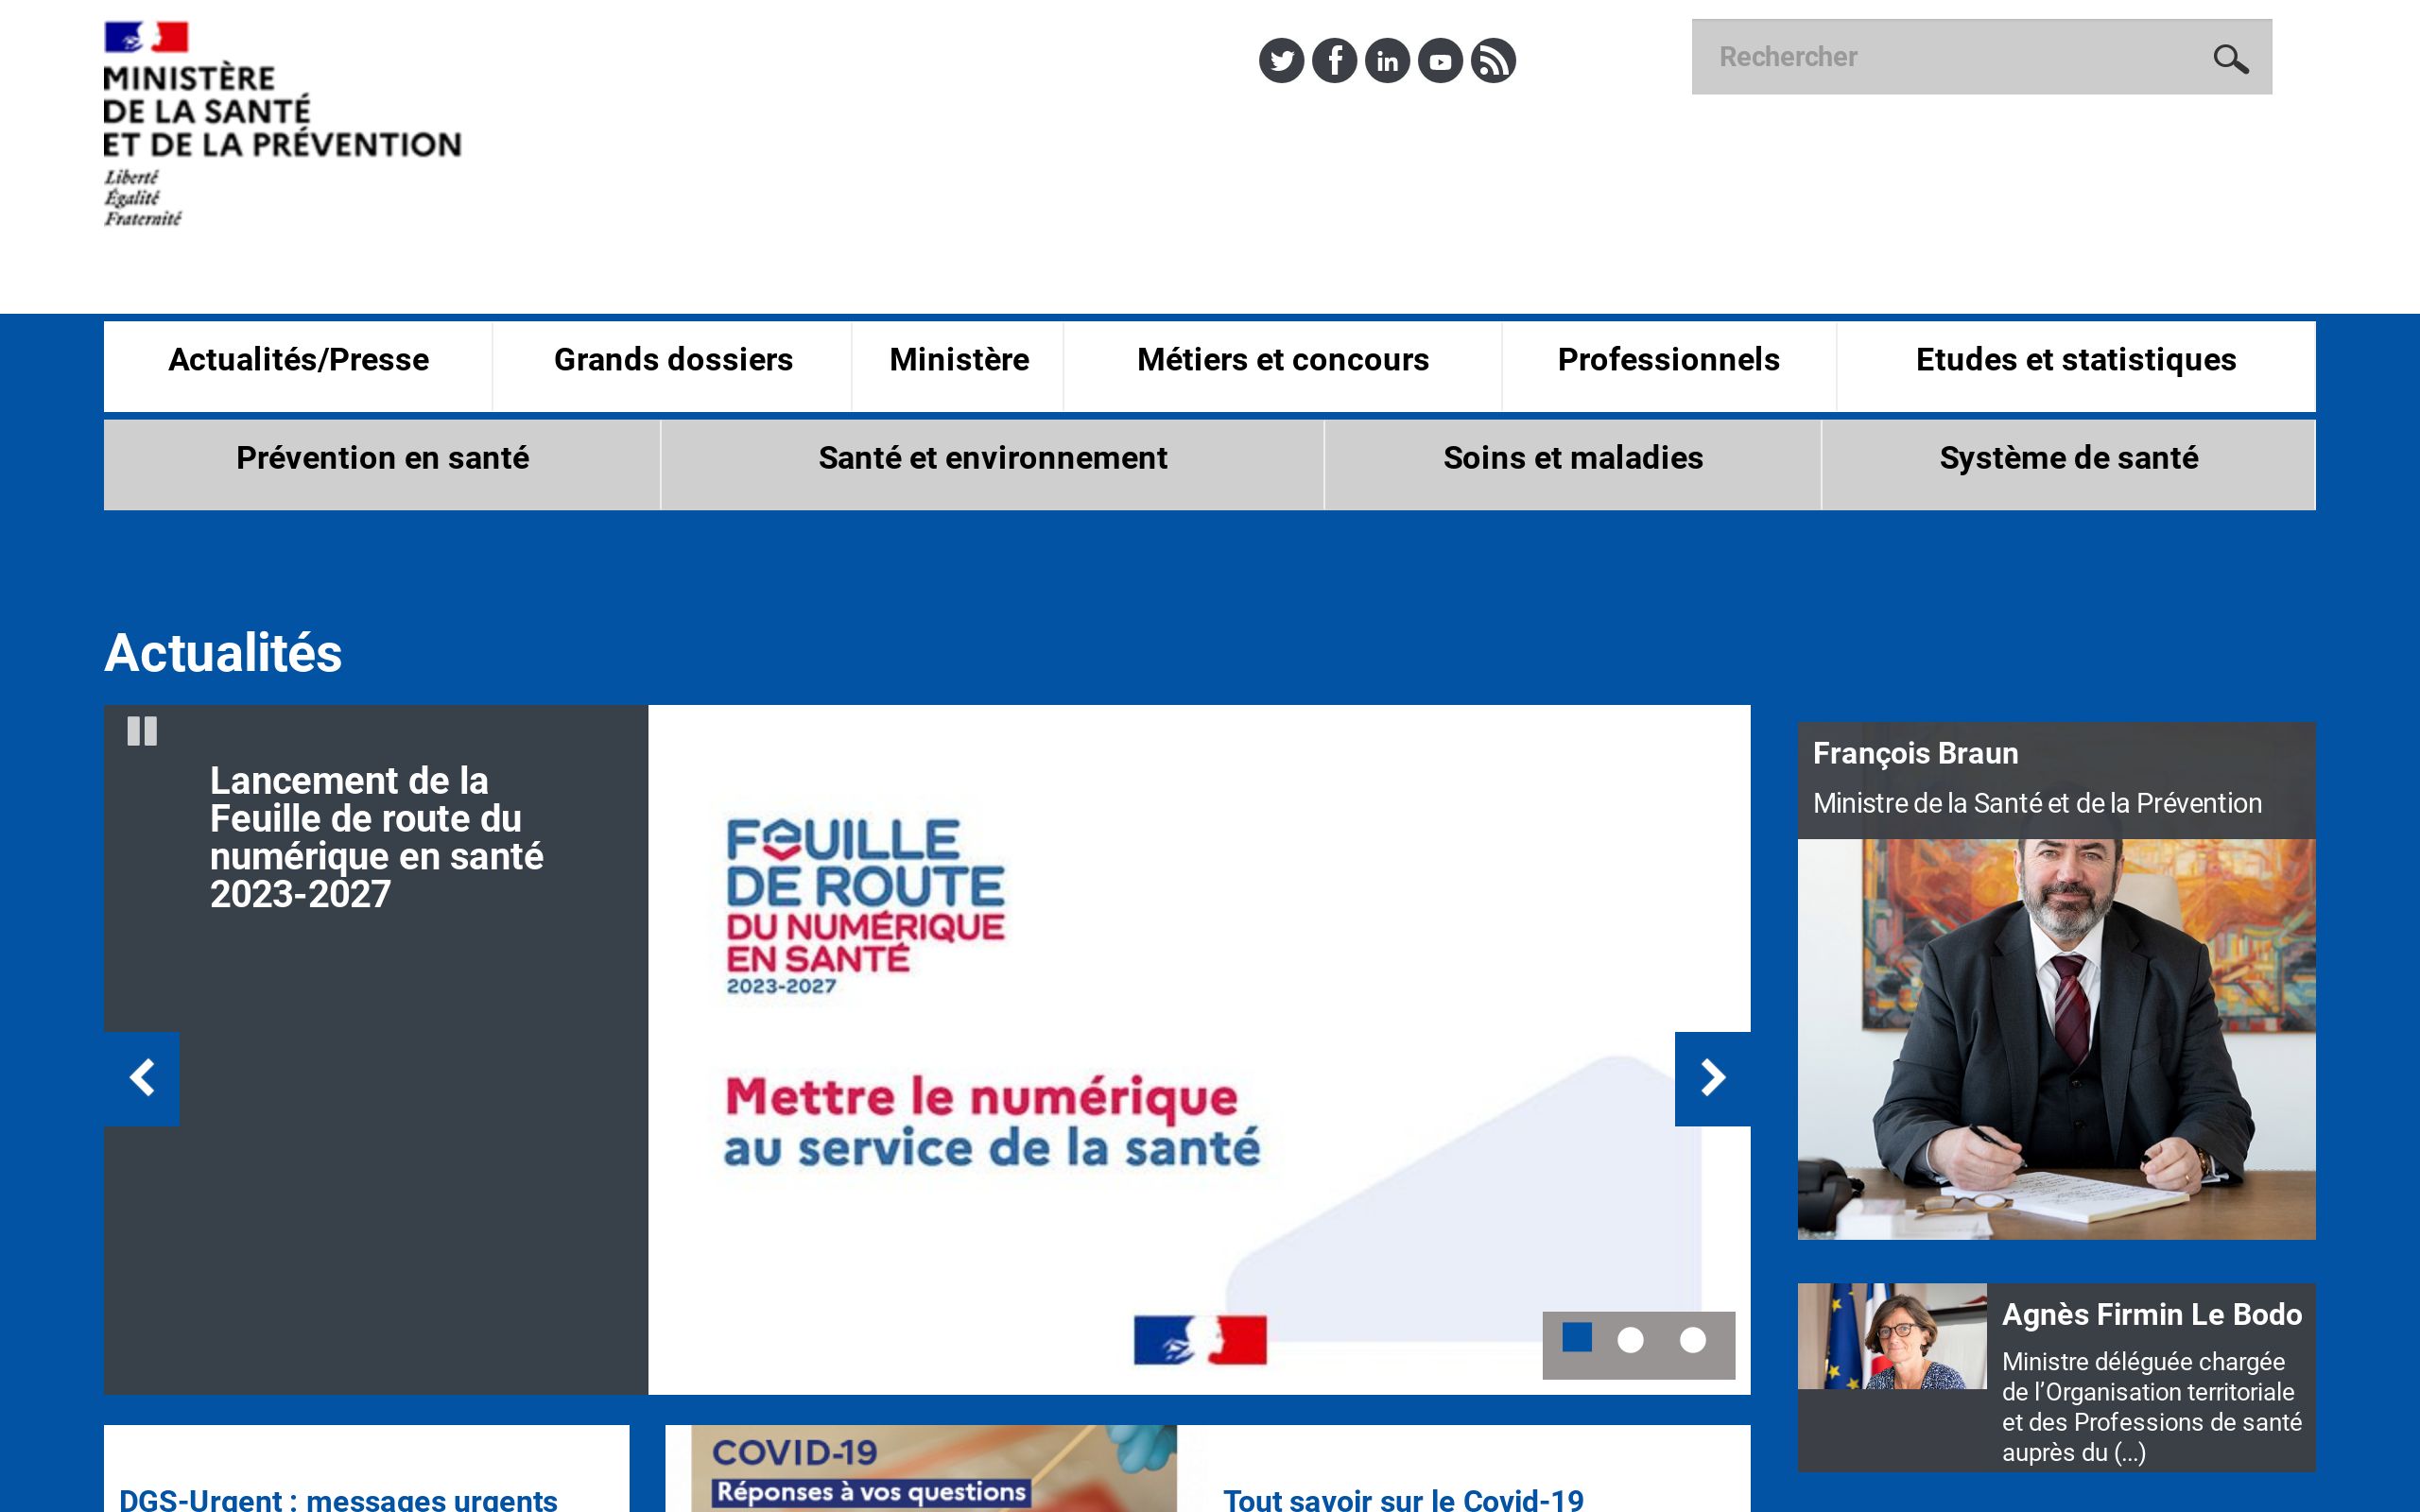 MINISTÈRE
DE LA SANTÉ
ET DE LA PRÉVENTION
Liberté
Égalité
Fraternité
Rechercher
Actualités/Presse
Grands dossiers
Ministère
Métiers et concours
Professionnels
Etudes et statistiques
Prévention en santé
Santé et environnement
Soins et maladies
Système de santé
Actualités
Lancement de la
Feuille de route du
numérique en santé
2023-2027
FEUILLE
DE ROUTE
DU NUMÉRIQUE
EN SANTÉ
2023-2027
Mettre le numérique
au service de la santé
François Braun
Ministre de la Santé et de la Prévention
Agnès Firmin Le Bodo
Ministre déléguée chargée
de l’Organisation territoriale
et des Professions de santé
auprès du (...)
DGS-Urgent : messages urgents
COVID-19
Réponses à vos questions
Tout savoir sur le Covid-19